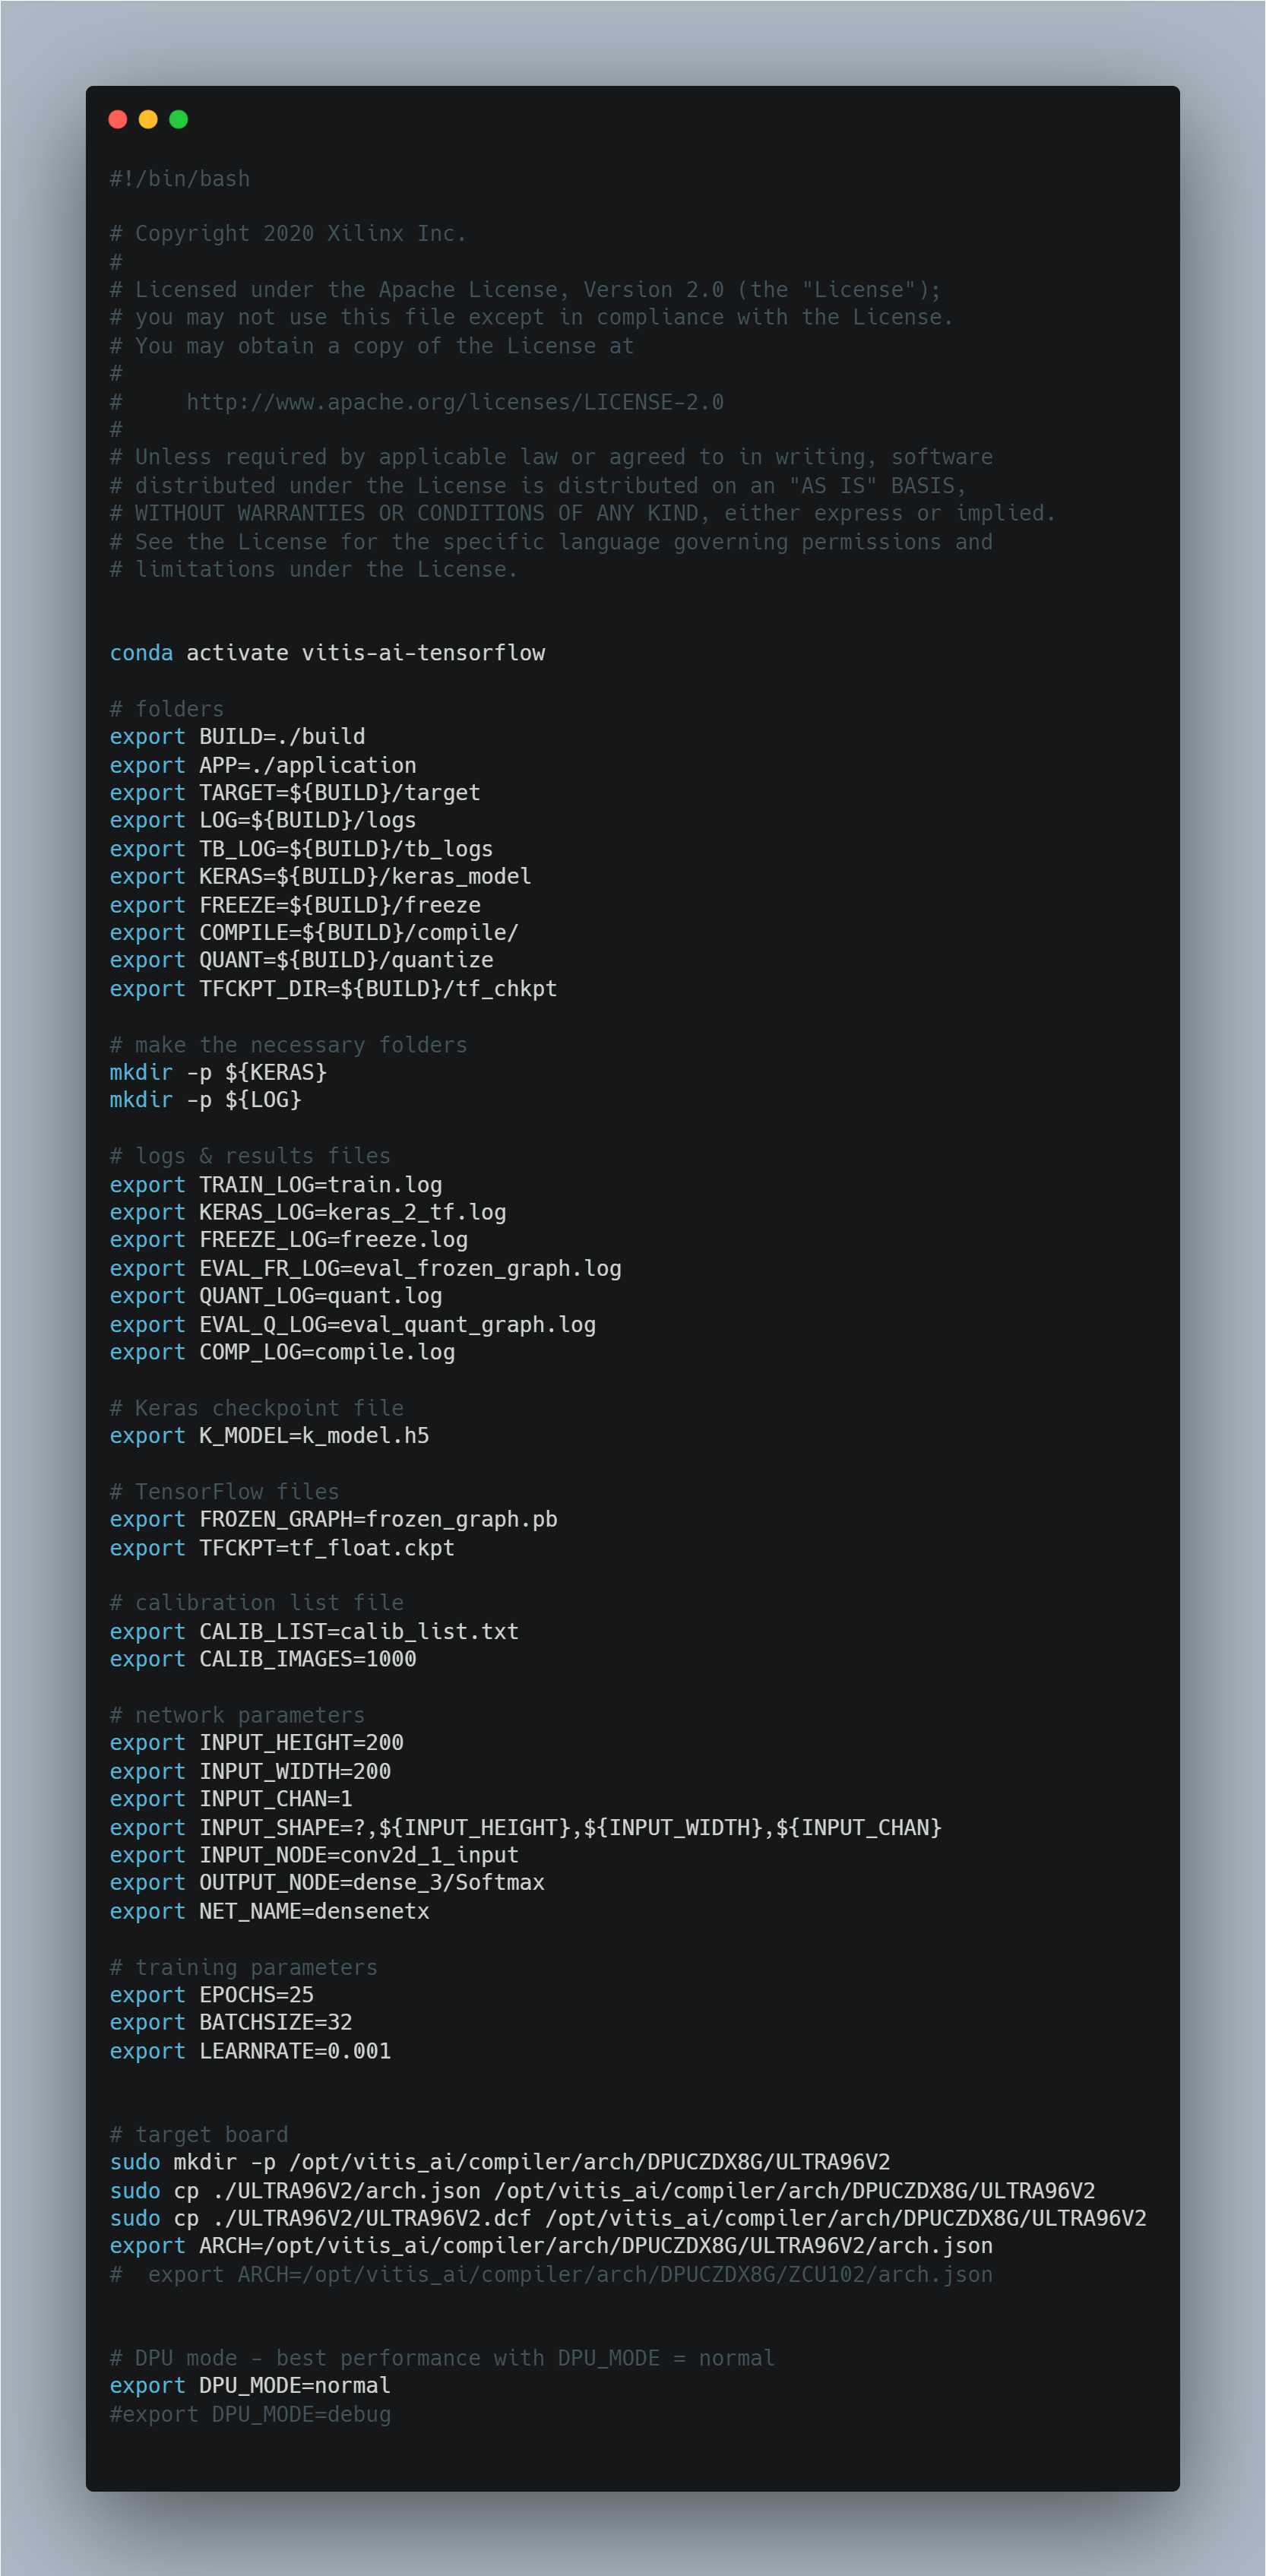 #!/bin/bash

# Copyright 2020 Xilinx Inc.
#
# Licensed under the Apache License, Version 2.0 (the "License");
# you may not use this file except in compliance with the License.
# You may obtain a copy of the License at
#
#     http://www.apache.org/licenses/LICENSE-2.0
#
# Unless required by applicable law or agreed to in writing, software
# distributed under the License is distributed on an "AS IS" BASIS,
# WITHOUT WARRANTIES OR CONDITIONS OF ANY KIND, either express or implied.
# See the License for the specific language governing permissions and
# limitations under the License.


conda activate vitis-ai-tensorflow

# folders
export BUILD=./build
export APP=./application
export TARGET=${BUILD}/target
export LOG=${BUILD}/logs
export TB_LOG=${BUILD}/tb_logs
export KERAS=${BUILD}/keras_model
export FREEZE=${BUILD}/freeze
export COMPILE=${BUILD}/compile/
export QUANT=${BUILD}/quantize
export TFCKPT_DIR=${BUILD}/tf_chkpt

# make the necessary folders
mkdir -p ${KERAS}
mkdir -p ${LOG}

# logs & results files
export TRAIN_LOG=train.log
export KERAS_LOG=keras_2_tf.log
export FREEZE_LOG=freeze.log
export EVAL_FR_LOG=eval_frozen_graph.log
export QUANT_LOG=quant.log
export EVAL_Q_LOG=eval_quant_graph.log
export COMP_LOG=compile.log

# Keras checkpoint file
export K_MODEL=k_model.h5

# TensorFlow files
export FROZEN_GRAPH=frozen_graph.pb
export TFCKPT=tf_float.ckpt

# calibration list file
export CALIB_LIST=calib_list.txt
export CALIB_IMAGES=1000

# network parameters
export INPUT_HEIGHT=200
export INPUT_WIDTH=200
export INPUT_CHAN=1
export INPUT_SHAPE=?,${INPUT_HEIGHT},${INPUT_WIDTH},${INPUT_CHAN}
export INPUT_NODE=conv2d_1_input
export OUTPUT_NODE=dense_3/Softmax
export NET_NAME=densenetx

# training parameters
export EPOCHS=25
export BATCHSIZE=32
export LEARNRATE=0.001


# target board
sudo mkdir -p /opt/vitis_ai/compiler/arch/DPUCZDX8G/ULTRA96V2
sudo cp ./ULTRA96V2/arch.json /opt/vitis_ai/compiler/arch/DPUCZDX8G/ULTRA96V2
sudo cp ./ULTRA96V2/ULTRA96V2.dcf /opt/vitis_ai/compiler/arch/DPUCZDX8G/ULTRA96V2
export ARCH=/opt/vitis_ai/compiler/arch/DPUCZDX8G/ULTRA96V2/arch.json
#  export ARCH=/opt/vitis_ai/compiler/arch/DPUCZDX8G/ZCU102/arch.json


# DPU mode - best performance with DPU_MODE = normal
export DPU_MODE=normal
#export DPU_MODE=debug